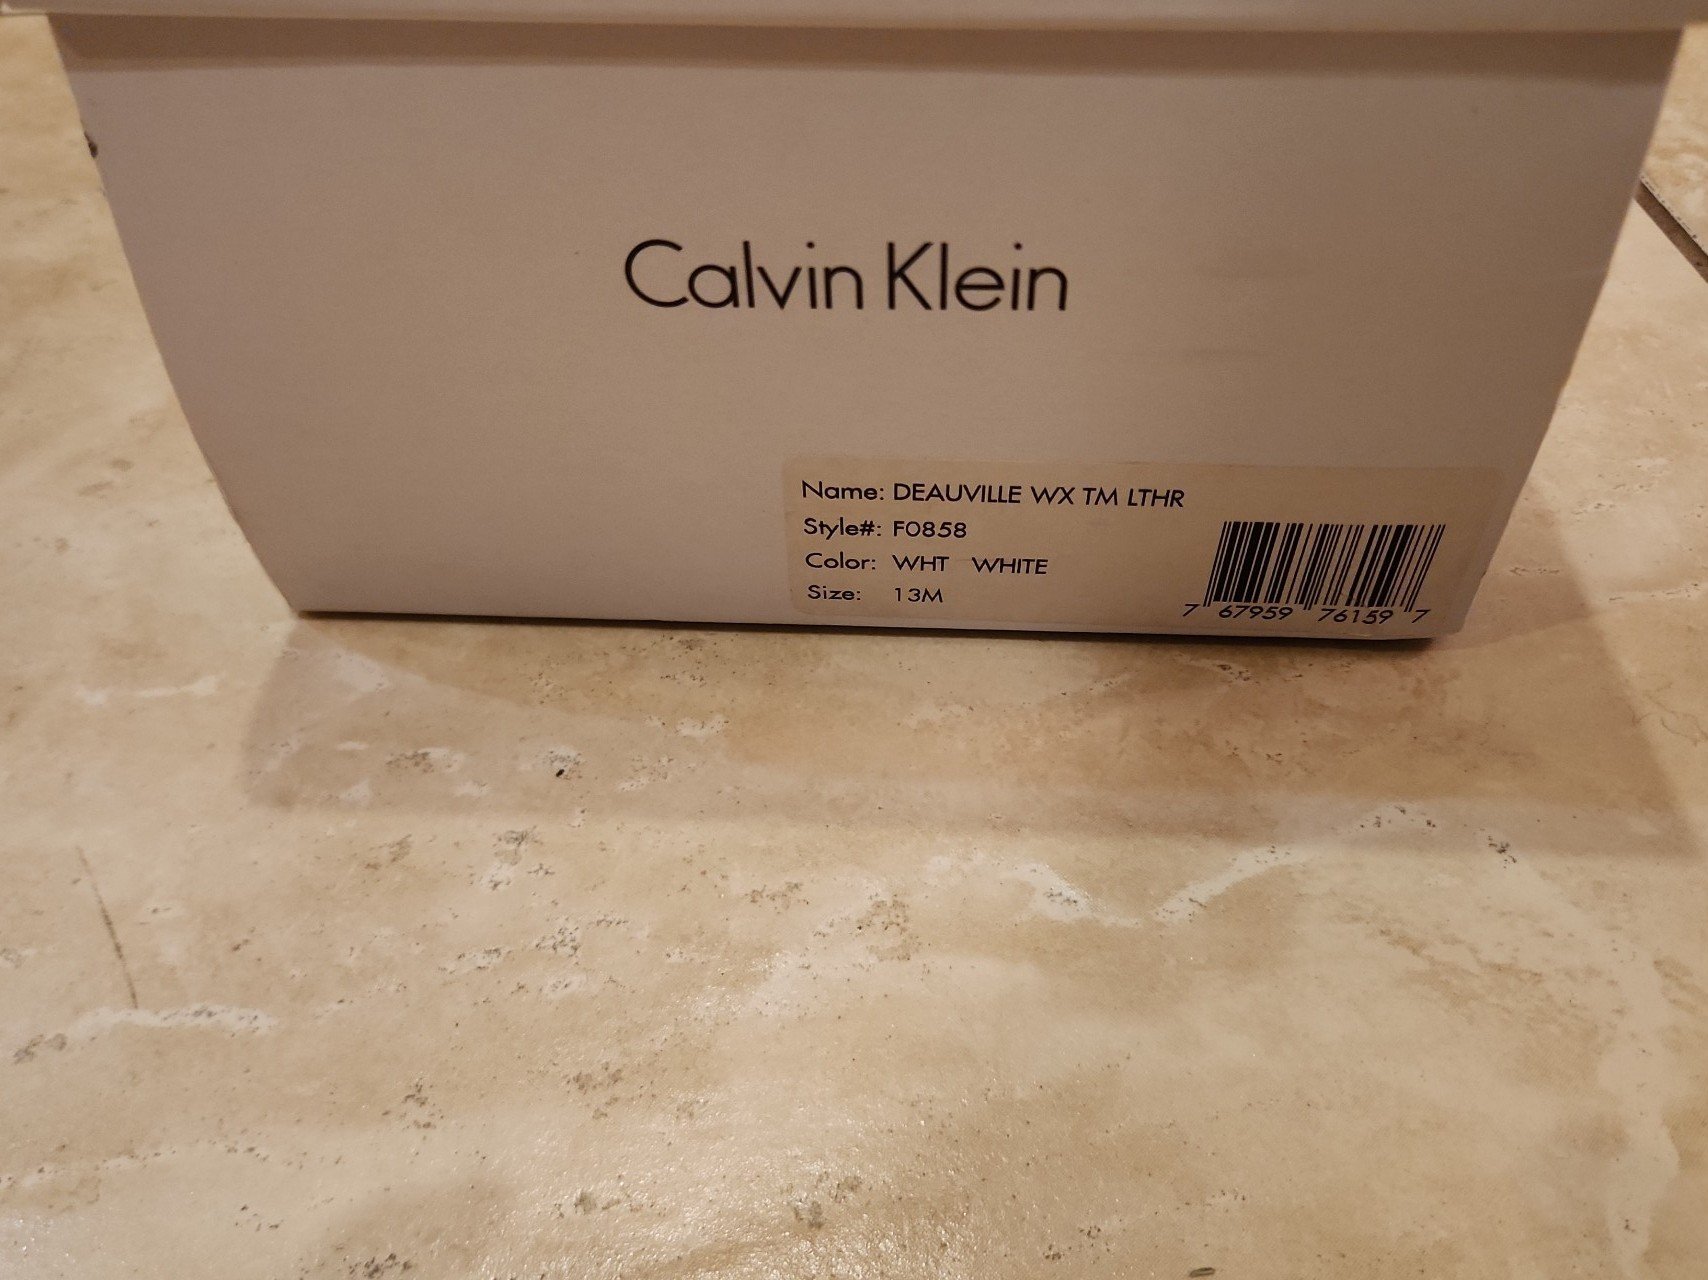 Calvin Klein
Name: DEAUVILLE WX TM LTHR
Style#: F0858
Color: WHT WHITE
Size: 13M
7 67959 76159 7